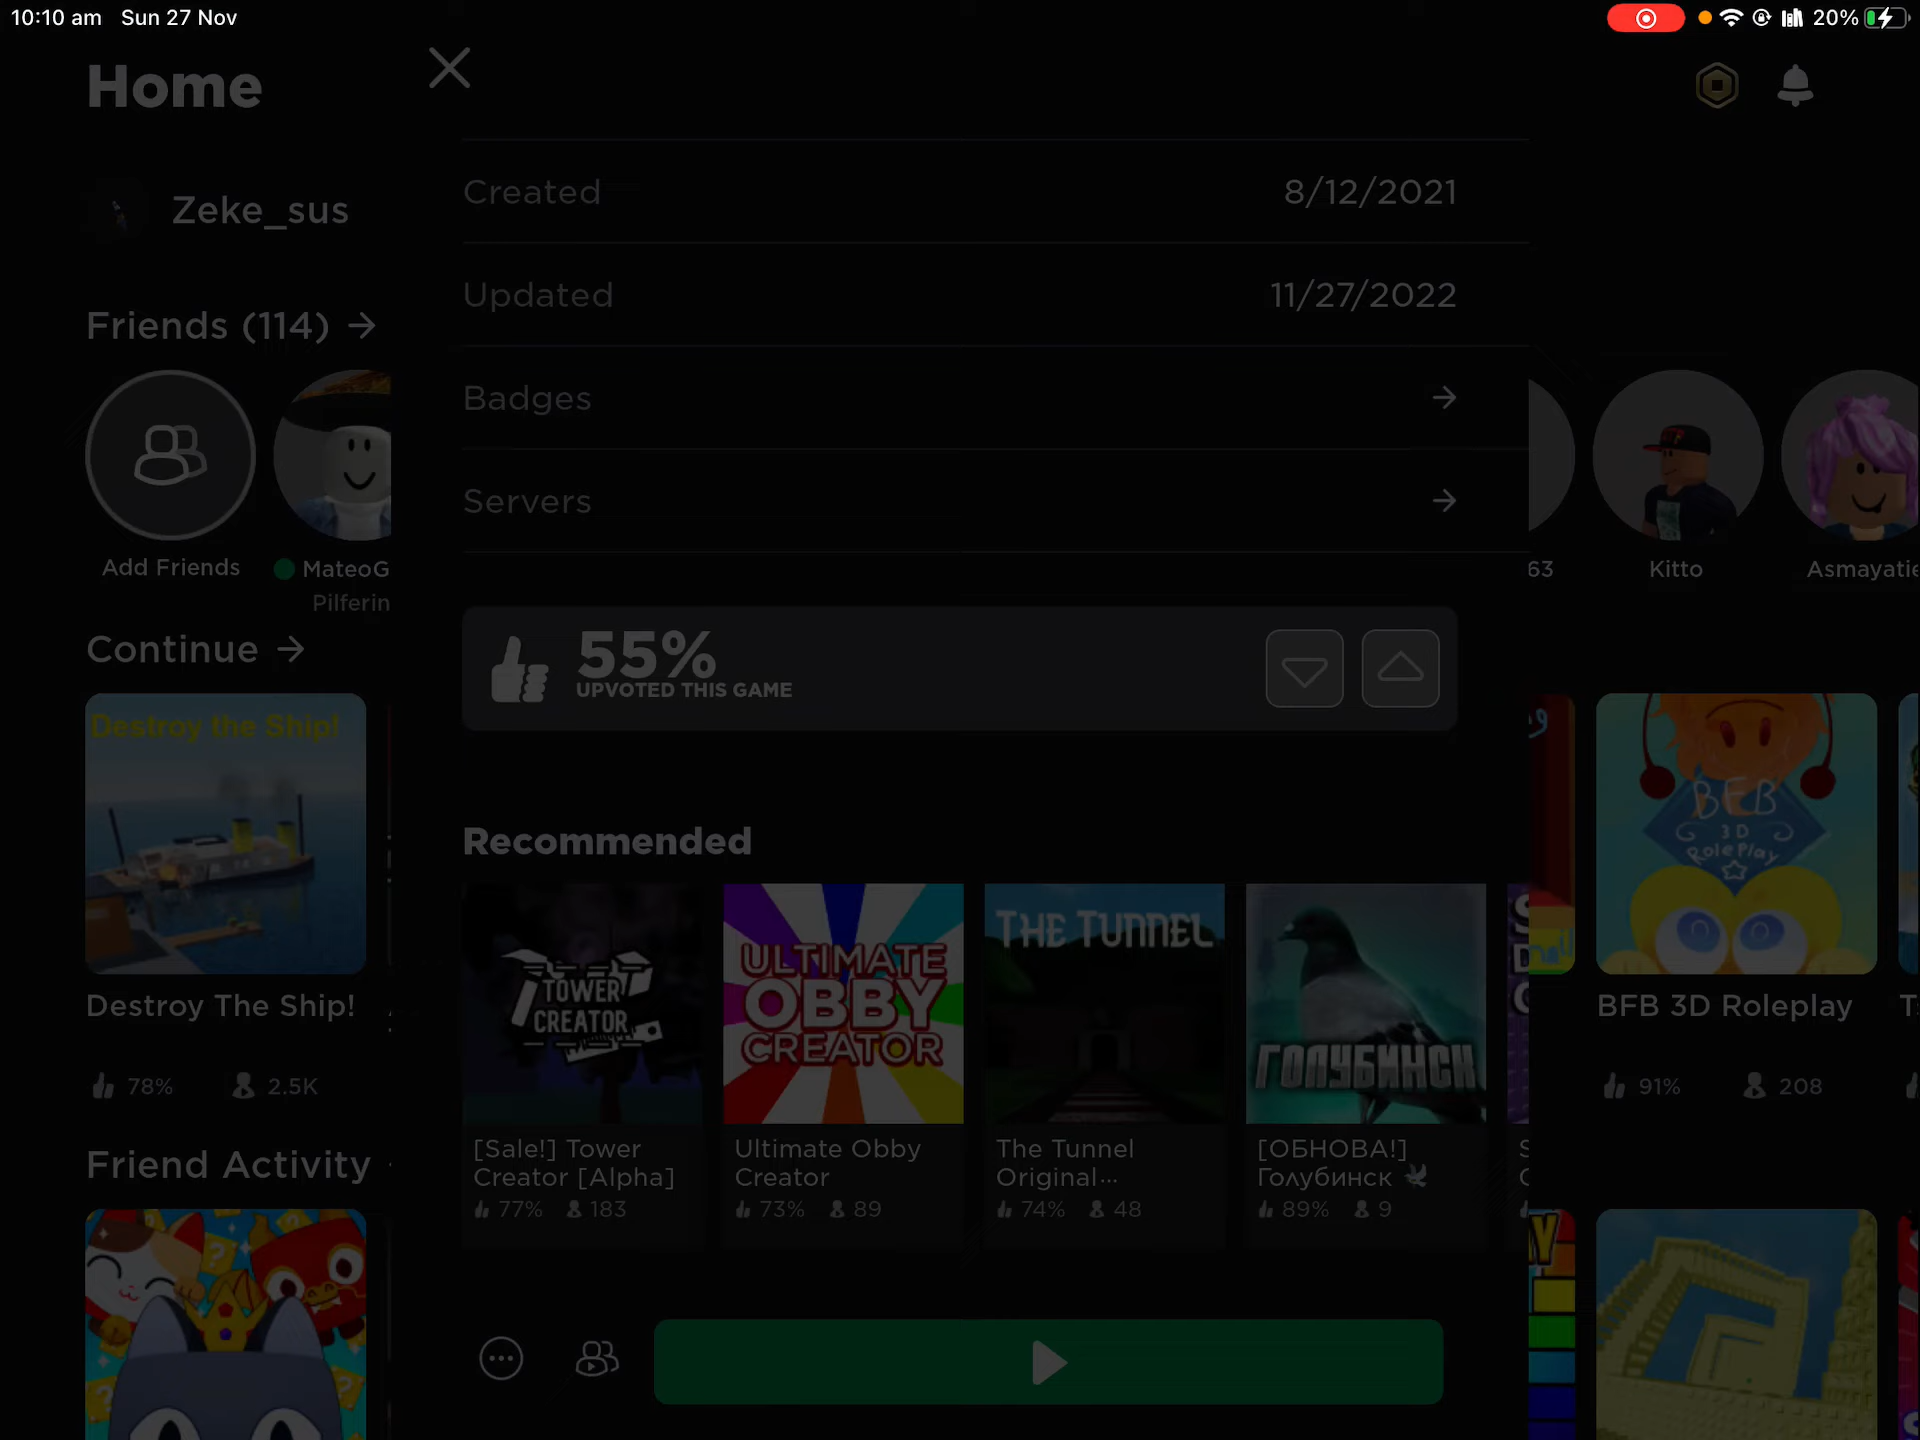 10:10 am Sun 27 Nov
20%
Home
Zeke_sus
Friends (114)
Add Friends
MateoG
Pilferin
63
Kitto
Asmayatie
Continue
Destroy the Ship!
Destroy The Ship!
78% 2.5K
Friend Activity
Created 8/12/2021
Updated 11/27/2022
Badges
Servers
55%
UPVOTED THIS GAME
Recommended
TOWER
CREATOR
[Sale!] Tower
Creator [Alpha]
77% 183
ULTIMATE
OBBY
CREATOR
Ultimate Obby
Creator
73% 89
THE TUNNEL
The Tunnel
Original...
74% 48
ГОЛУБИНСК
[ОБНОВА!]
Голубинск 🕊
89% 9
BFB
3D
RolePlay
BFB 3D Roleplay
91% 208